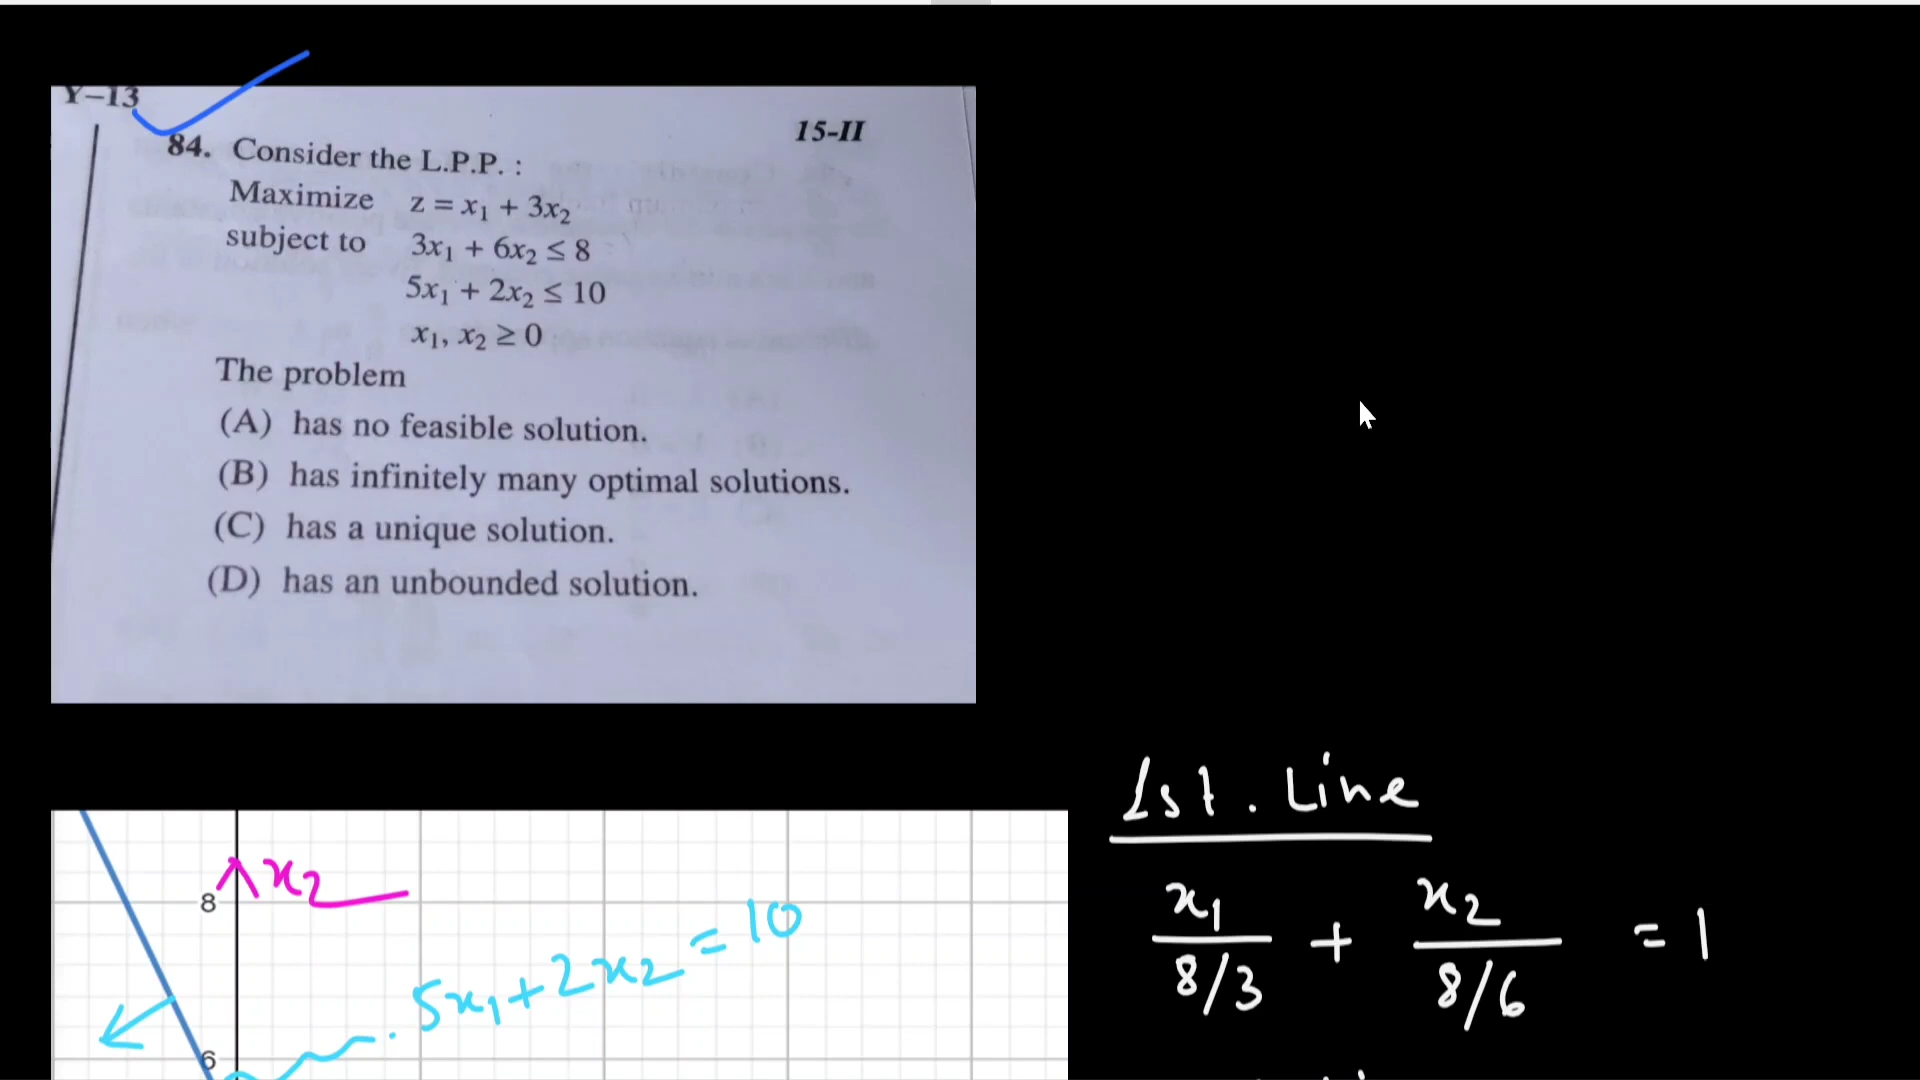 Y–13
15-II
84. Consider the L.P.P. :
Maximize z = x₁ + 3x₂
subject to 3x₁ + 6x₂ ≤ 8
5x₁ + 2x₂ ≤ 10
x₁, x₂ ≥ 0
The problem
(A) has no feasible solution.
(B) has infinitely many optimal solutions.
(C) has a unique solution.
(D) has an unbounded solution.
x₂
8
5x₁+2x₂=10
6
1st. Line
x₁/(8/3) + x₂/(8/6) = 1